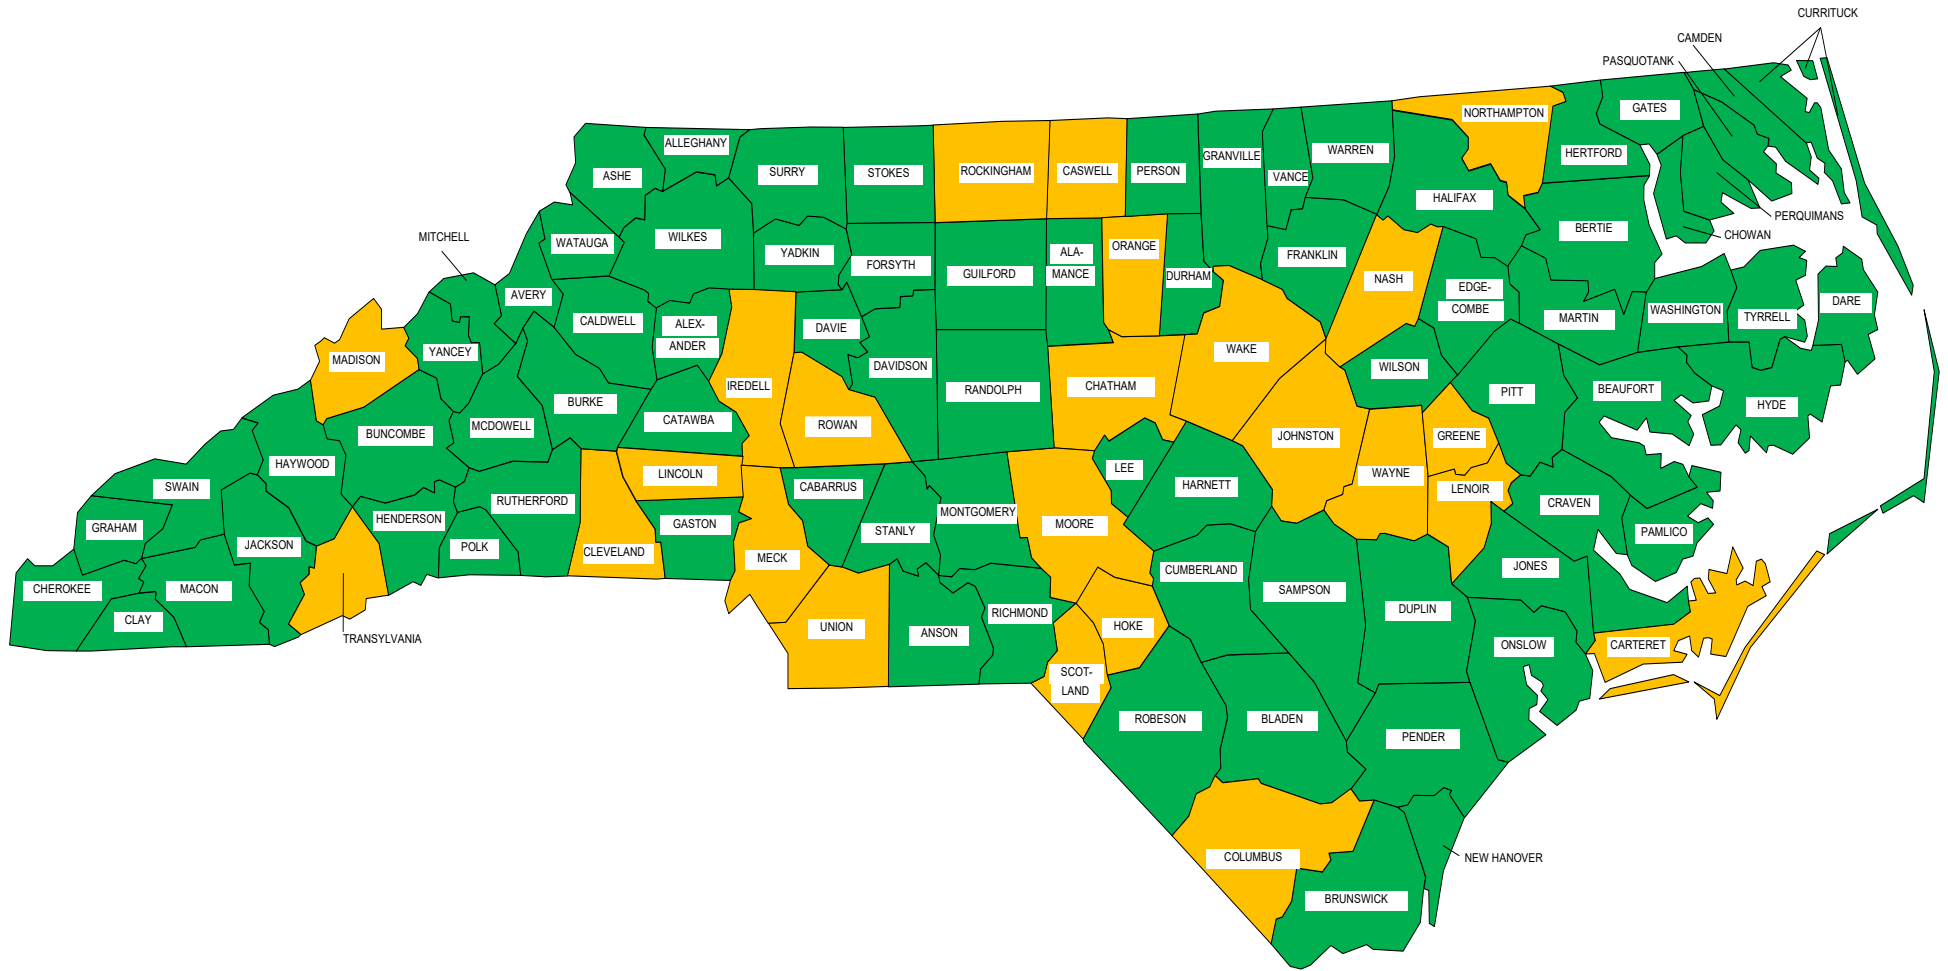 CURRITUCK
CAMDEN
PASQUOTANK
GATES
NORTHAMPTON
ALLEGHANY
WARREN
HERTFORD
GRANVILLE
ROCKINGHAM
CASWELL
PERSON
SURRY
STOKES
ASHE
VANCE
HALIFAX
PERQUIMANS
BERTIE
CHOWAN
MITCHELL
WATAUGA
WILKES
YADKIN
FORSYTH
GUILFORD
ALA-
MANCE
ORANGE
DURHAM
FRANKLIN
NASH
EDGE-
COMBE
MARTIN
WASHINGTON
TYRRELL
DARE
AVERY
CALDWELL
ALEX-
ANDER
DAVIE
MADISON
YANCEY
IREDELL
DAVIDSON
RANDOLPH
CHATHAM
WAKE
WILSON
PITT
BEAUFORT
HYDE
BURKE
CATAWBA
ROWAN
BUNCOMBE
MCDOWELL
JOHNSTON
GREENE
HAYWOOD
LINCOLN
LEE
WAYNE
SWAIN
RUTHERFORD
CABARRUS
HARNETT
LENOIR
CRAVEN
GRAHAM
HENDERSON
GASTON
STANLY
MONTGOMERY
MOORE
PAMLICO
JACKSON
POLK
CLEVELAND
MECK
CUMBERLAND
JONES
CHEROKEE
MACON
SAMPSON
DUPLIN
CLAY
TRANSYLVANIA
UNION
ANSON
RICHMOND
HOKE
ONSLOW
CARTERET
SCOT-
LAND
ROBESON
BLADEN
PENDER
COLUMBUS
NEW HANOVER
BRUNSWICK